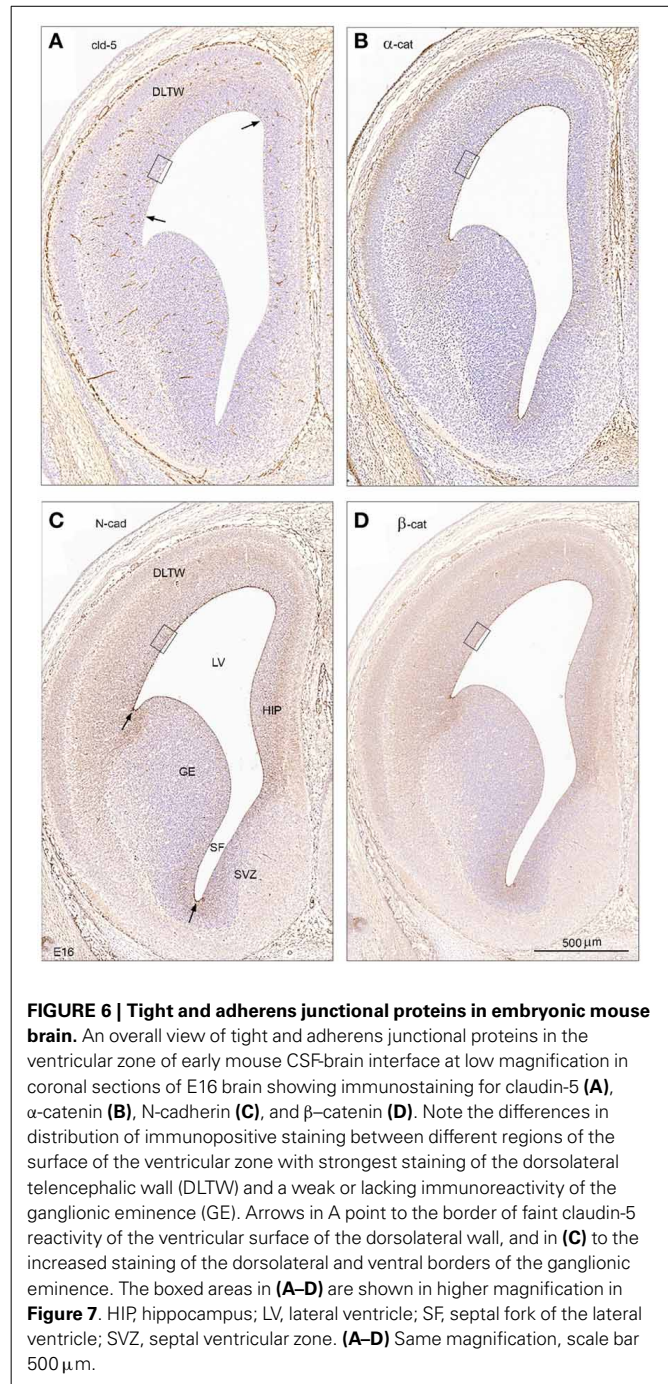 A
cld-5
DLTW
B
α-cat
C
N-cad
DLTW
LV
HIP
GE
SF
SVZ
E16
D
β-cat
500 μm
FIGURE 6 | Tight and adherens junctional proteins in embryonic mouse
brain. An overall view of tight and adherens junctional proteins in the
ventricular zone of early mouse CSF-brain interface at low magnification in
coronal sections of E16 brain showing immunostaining for claudin-5 (A),
α-catenin (B), N-cadherin (C), and β–catenin (D). Note the differences in
distribution of immunopositive staining between different regions of the
surface of the ventricular zone with strongest staining of the dorsolateral
telencephalic wall (DLTW) and a weak or lacking immunoreactivity of the
ganglionic eminence (GE). Arrows in A point to the border of faint claudin-5
reactivity of the ventricular surface of the dorsolateral wall, and in (C) to the
increased staining of the dorsolateral and ventral borders of the ganglionic
eminence. The boxed areas in (A–D) are shown in higher magnification in
Figure 7. HIP, hippocampus; LV, lateral ventricle; SF, septal fork of the lateral
ventricle; SVZ, septal ventricular zone. (A–D) Same magnification, scale bar
500 μm.